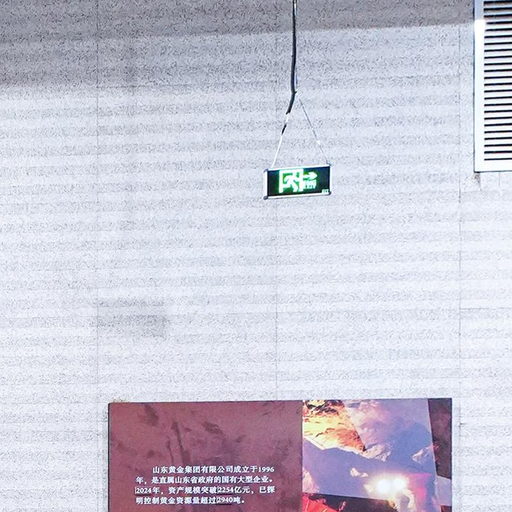 山东黄金集团有限公司成立于1996
年，是直属山东省政府的国有大型企业。
2024年，资产规模突破2254亿元，已探
明控制黄金资源量超过2940吨。